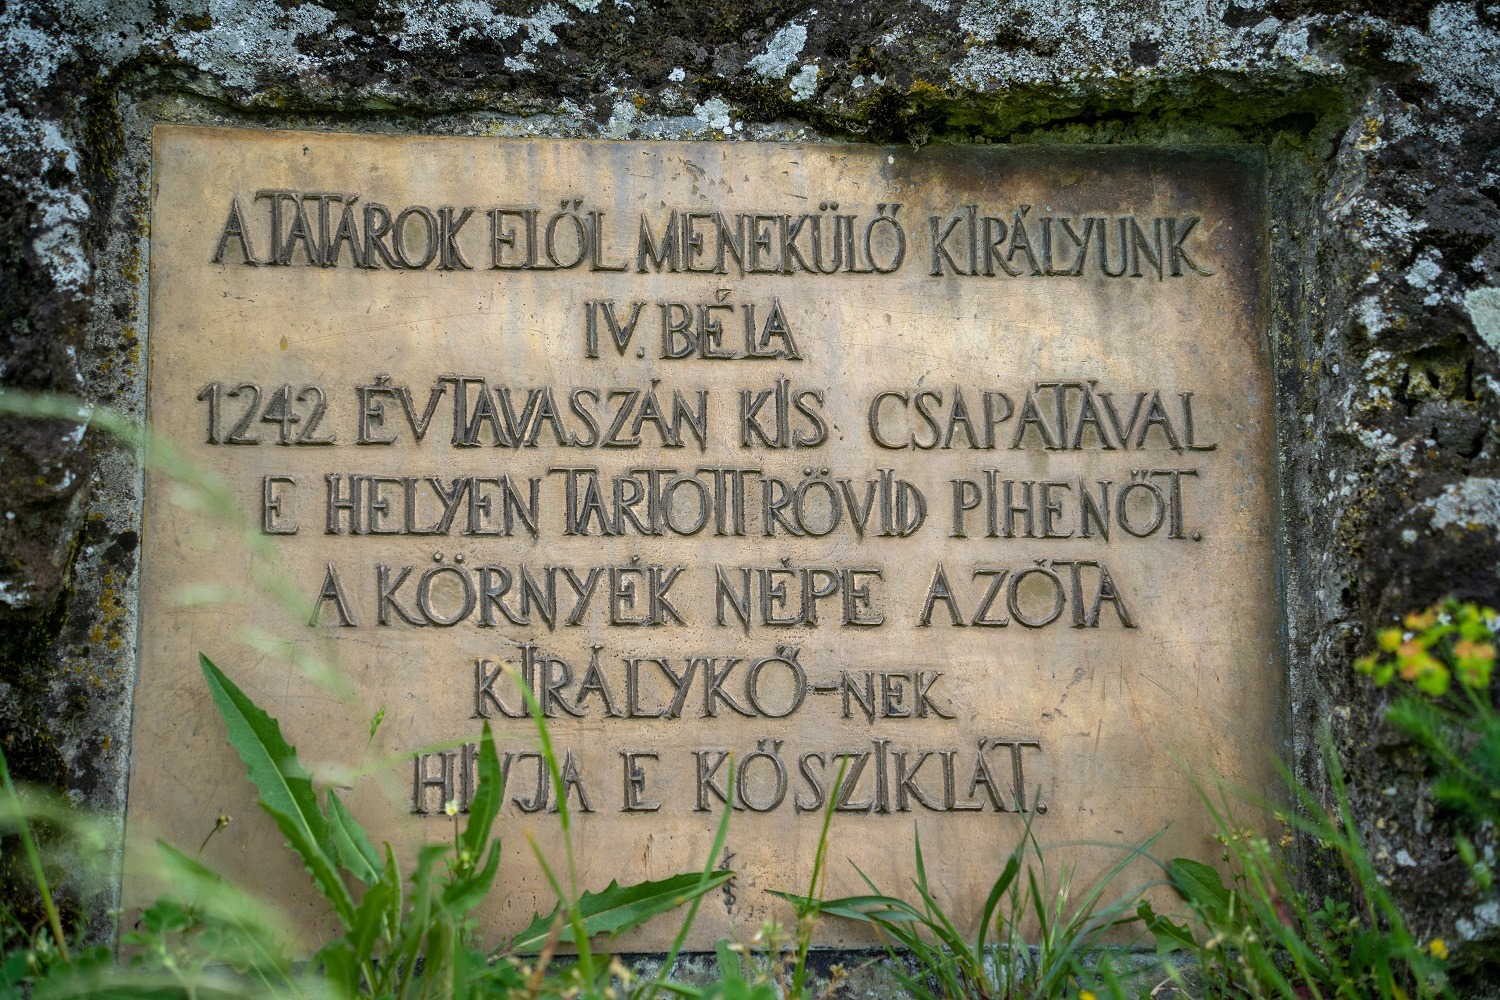 A TATÁROK ELŐL MENEKÜLŐ KIRÁLYUNK
IV. BÉLA
1242 ÉV TAVASZÁN KIS CSAPATÁVAL
E HELYEN TARTOTT RÖVID PIHENŐT.
A KÖRNYÉK NÉPE AZÓTA
KIRÁLYKŐ-NEK
HÍVJA E KŐSZIKLÁT.